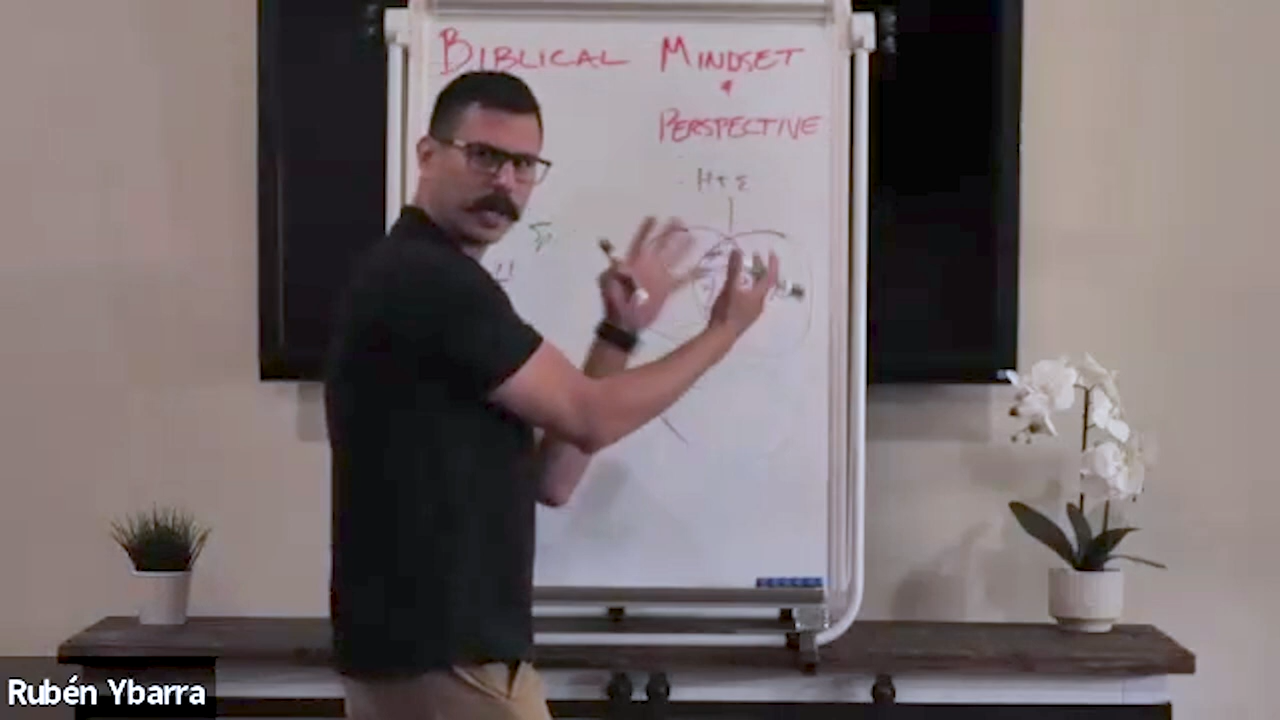 BIBLICAL MINDSET
&
PERSPECTIVE
H + Σ
Σ
Rubén Ybarra